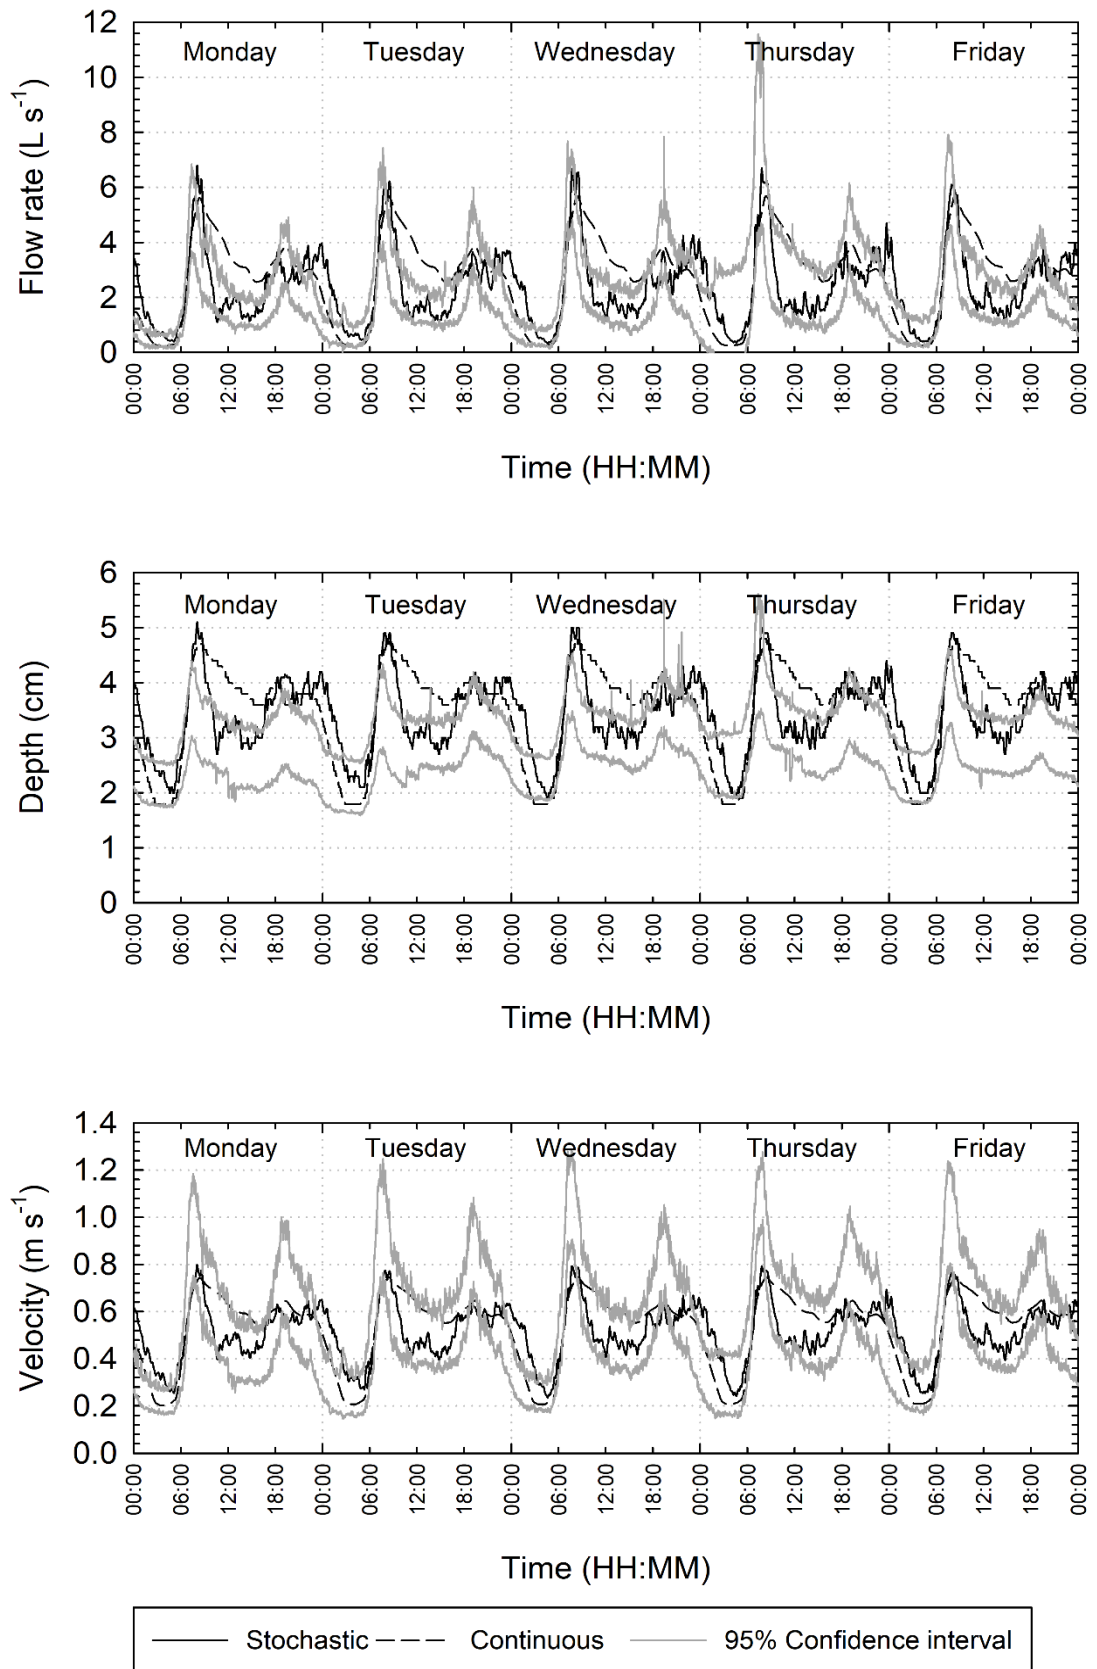 12
10
8
6
4
2
0
Flow rate (L s⁻¹)
Monday Tuesday Wednesday Thursday Friday
00:00 06:00 12:00 18:00 00:00 06:00 12:00 18:00 00:00 06:00 12:00 18:00 00:00 06:00 12:00 18:00 00:00 06:00 12:00 18:00 00:00
Time (HH:MM)
6
5
4
3
2
1
0
Depth (cm)
Monday Tuesday Wednesday Thursday Friday
00:00 06:00 12:00 18:00 00:00 06:00 12:00 18:00 00:00 06:00 12:00 18:00 00:00 06:00 12:00 18:00 00:00 06:00 12:00 18:00 00:00
Time (HH:MM)
1.4
1.2
1.0
0.8
0.6
0.4
0.2
0.0
Velocity (m s⁻¹)
Monday Tuesday Wednesday Thursday Friday
00:00 06:00 12:00 18:00 00:00 06:00 12:00 18:00 00:00 06:00 12:00 18:00 00:00 06:00 12:00 18:00 00:00 06:00 12:00 18:00 00:00
Time (HH:MM)
Stochastic Continuous 95% Confidence interval